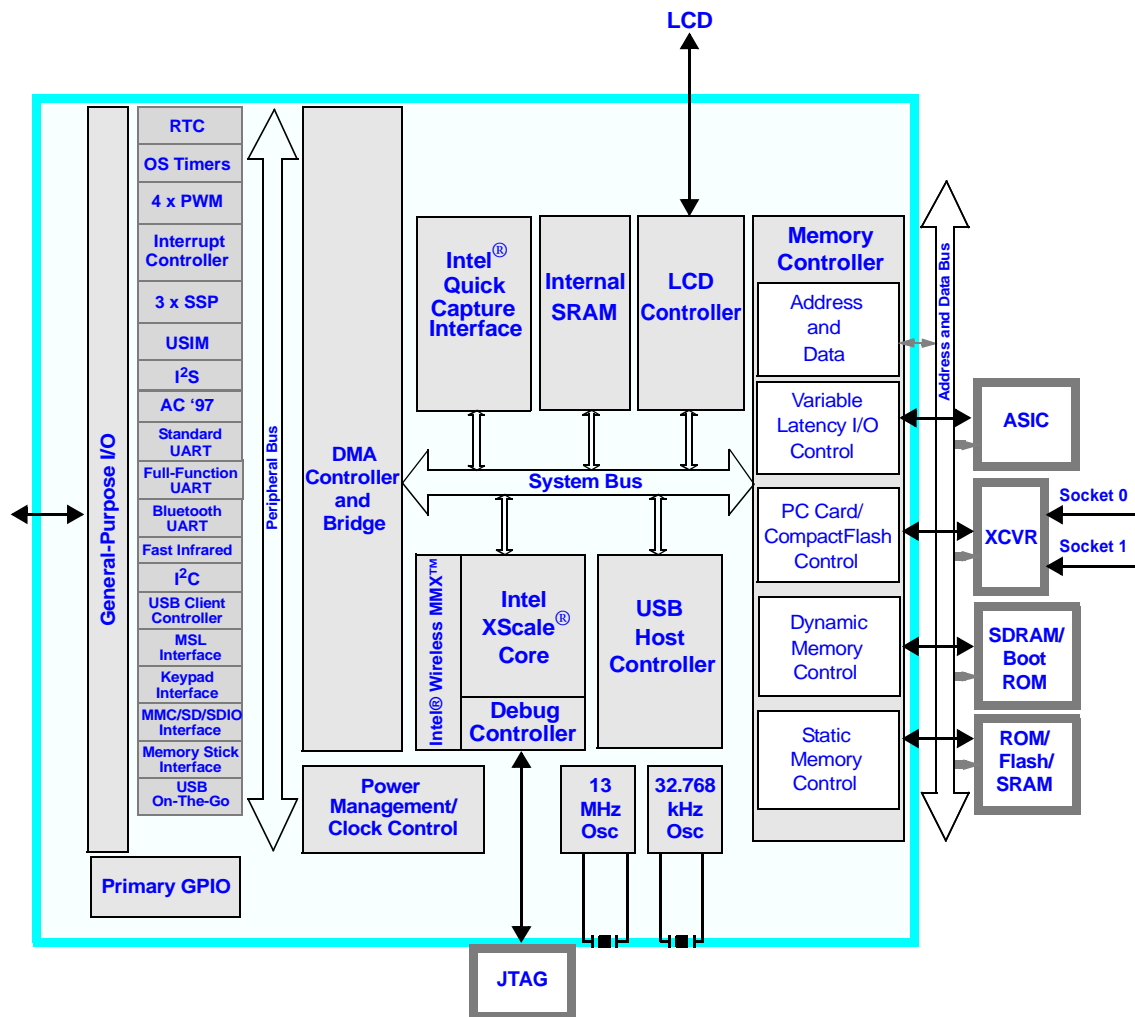 LCD
RTC
OS Timers
4 x PWM
Interrupt
Controller
3 x SSP
USIM
I²S
AC ‘97
Standard
UART
Full-Function
UART
Bluetooth
UART
Fast Infrared
I²C
USB Client
Controller
MSL
Interface
Keypad
Interface
MMC/SD/SDIO
Interface
Memory Stick
Interface
USB
On-The-Go
General-Purpose I/O
Primary GPIO
Peripheral Bus
DMA
Controller
and
Bridge
Intel®
Quick
Capture
Interface
Internal
SRAM
LCD
Controller
System Bus
Intel® Wireless MMX™
Intel
XScale®
Core
Debug
Controller
USB
Host
Controller
Power
Management/
Clock Control
13
MHz
Osc
32.768
kHz
Osc
Memory
Controller
Address
and
Data
Variable
Latency I/O
Control
PC Card/
CompactFlash
Control
Dynamic
Memory
Control
Static
Memory
Control
Address and Data Bus
ASIC
XCVR
Socket 0
Socket 1
SDRAM/
Boot
ROM
ROM/
Flash/
SRAM
JTAG